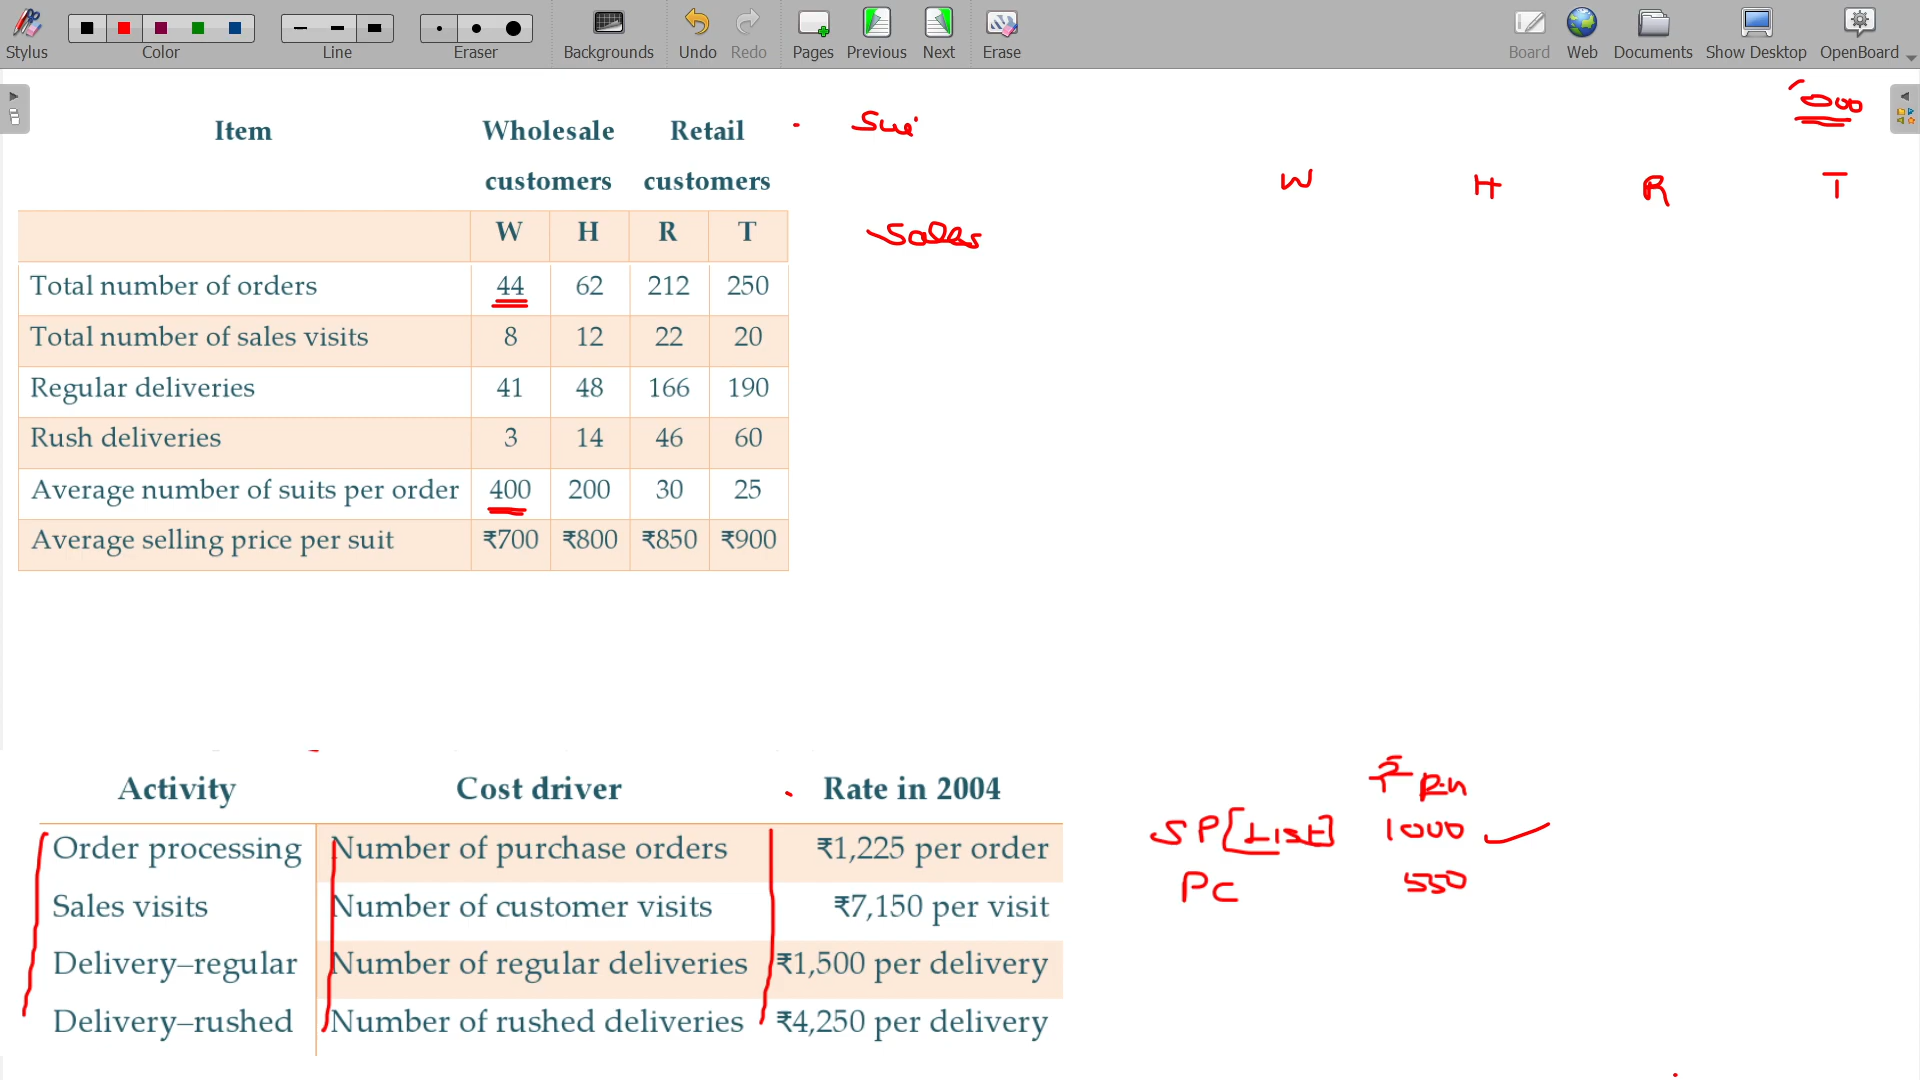 Stylus Color Line Eraser Backgrounds Undo Redo Pages Previous Next Erase Board Web Documents Show Desktop OpenBoard
Item Wholesale customers Retail customers
W H R T
Total number of orders 44 62 212 250
Total number of sales visits 8 12 22 20
Regular deliveries 41 48 166 190
Rush deliveries 3 14 46 60
Average number of suits per order 400 200 30 25
Average selling price per suit ₹700 ₹800 ₹850 ₹900
Sui
'000
W H R T
Sales
Activity Cost driver Rate in 2004
Order processing Number of purchase orders ₹1,225 per order
Sales visits Number of customer visits ₹7,150 per visit
Delivery–regular Number of regular deliveries ₹1,500 per delivery
Delivery–rushed Number of rushed deliveries ₹4,250 per delivery
SP[List] 1000
PC 550